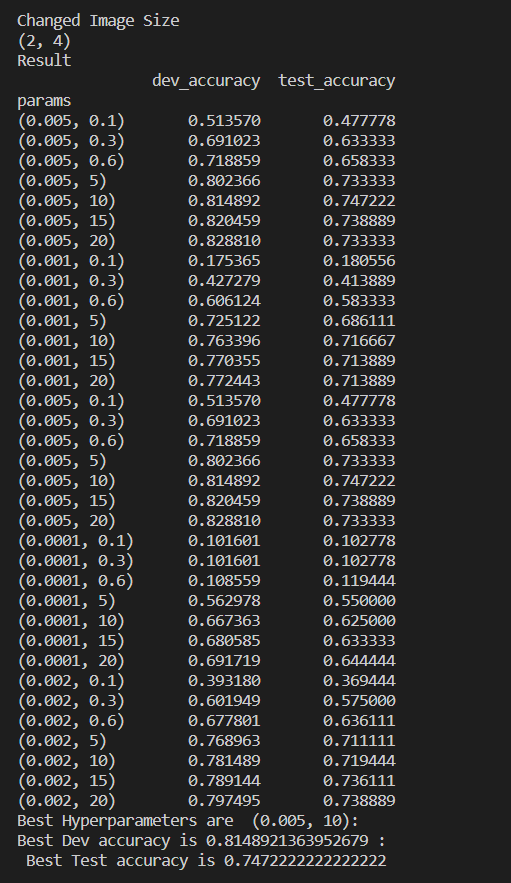 Changed Image Size
(2, 4)
Result
dev_accuracy test_accuracy
params
(0.005, 0.1) 0.513570 0.477778
(0.005, 0.3) 0.691023 0.633333
(0.005, 0.6) 0.718859 0.658333
(0.005, 5) 0.802366 0.733333
(0.005, 10) 0.814892 0.747222
(0.005, 15) 0.820459 0.738889
(0.005, 20) 0.828810 0.733333
(0.001, 0.1) 0.175365 0.180556
(0.001, 0.3) 0.427279 0.413889
(0.001, 0.6) 0.606124 0.583333
(0.001, 5) 0.725122 0.686111
(0.001, 10) 0.763396 0.716667
(0.001, 15) 0.770355 0.713889
(0.001, 20) 0.772443 0.713889
(0.005, 0.1) 0.513570 0.477778
(0.005, 0.3) 0.691023 0.633333
(0.005, 0.6) 0.718859 0.658333
(0.005, 5) 0.802366 0.733333
(0.005, 10) 0.814892 0.747222
(0.005, 15) 0.820459 0.738889
(0.005, 20) 0.828810 0.733333
(0.0001, 0.1) 0.101601 0.102778
(0.0001, 0.3) 0.101601 0.102778
(0.0001, 0.6) 0.108559 0.119444
(0.0001, 5) 0.562978 0.550000
(0.0001, 10) 0.667363 0.625000
(0.0001, 15) 0.680585 0.633333
(0.0001, 20) 0.691719 0.644444
(0.002, 0.1) 0.393180 0.369444
(0.002, 0.3) 0.601949 0.575000
(0.002, 0.6) 0.677801 0.636111
(0.002, 5) 0.768963 0.711111
(0.002, 10) 0.781489 0.719444
(0.002, 15) 0.789144 0.736111
(0.002, 20) 0.797495 0.738889
Best Hyperparameters are  (0.005, 10):
Best Dev accuracy is 0.8148921363952679 :
 Best Test accuracy is 0.7472222222222222